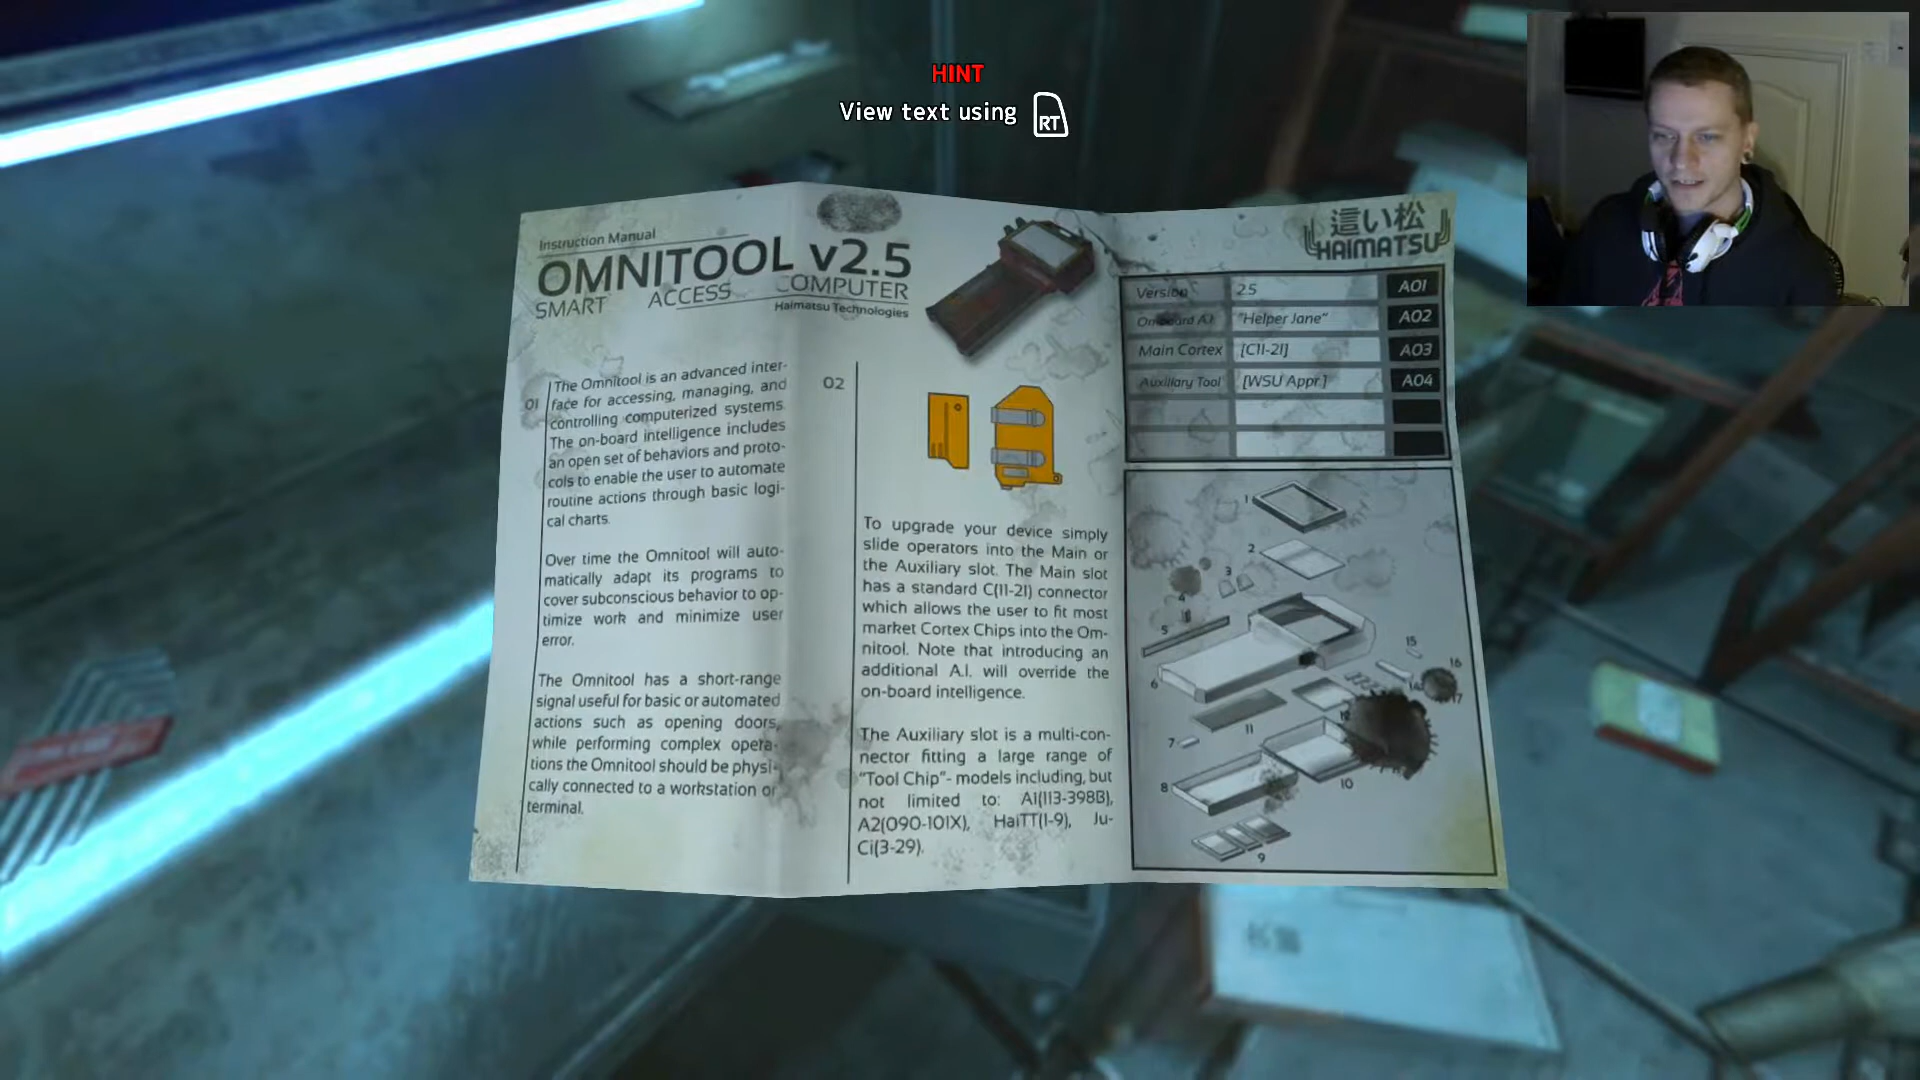 HINT
View text using RT
Instruction Manual
OMNITOOL v2.5
SMART ACCESS COMPUTER
Haimatsu Technologies
01
The Omnitool is an advanced inter-
face for accessing, managing, and
controlling computerized systems.
The on-board intelligence includes
an open set of behaviors and proto-
cols to enable the user to automate
routine actions through basic logi-
cal charts.
Over time the Omnitool will auto-
matically adapt its programs to
cover subconscious behavior to op-
timize work and minimize user
error.
The Omnitool has a short-range
signal useful for basic or automated
actions such as opening doors,
while performing complex opera-
tions the Omnitool should be physi-
cally connected to a workstation or
terminal.
02
To upgrade your device simply
slide operators into the Main or
the Auxiliary slot. The Main slot
has a standard C(11-21) connector
which allows the user to fit most
market Cortex Chips into the Om-
nitool. Note that introducing an
additional A.I. will override the
on-board intelligence.
The Auxiliary slot is a multi-con-
nector fitting a large range of
"Tool Chip"- models including, but
not limited to: A1(113-398B),
A2(090-101X), HaiTT(1-9), Ju-
Ci(3-29).
這い松
HAIMATSU
Version 2.5 A01
On-board A.I. "Helper Jane" A02
Main Cortex [C11-21] A03
Auxiliary Tool [WSU Appr.] A04
1
2
3
4
5
6
7
8
9
10
11
12
14
15
16
17